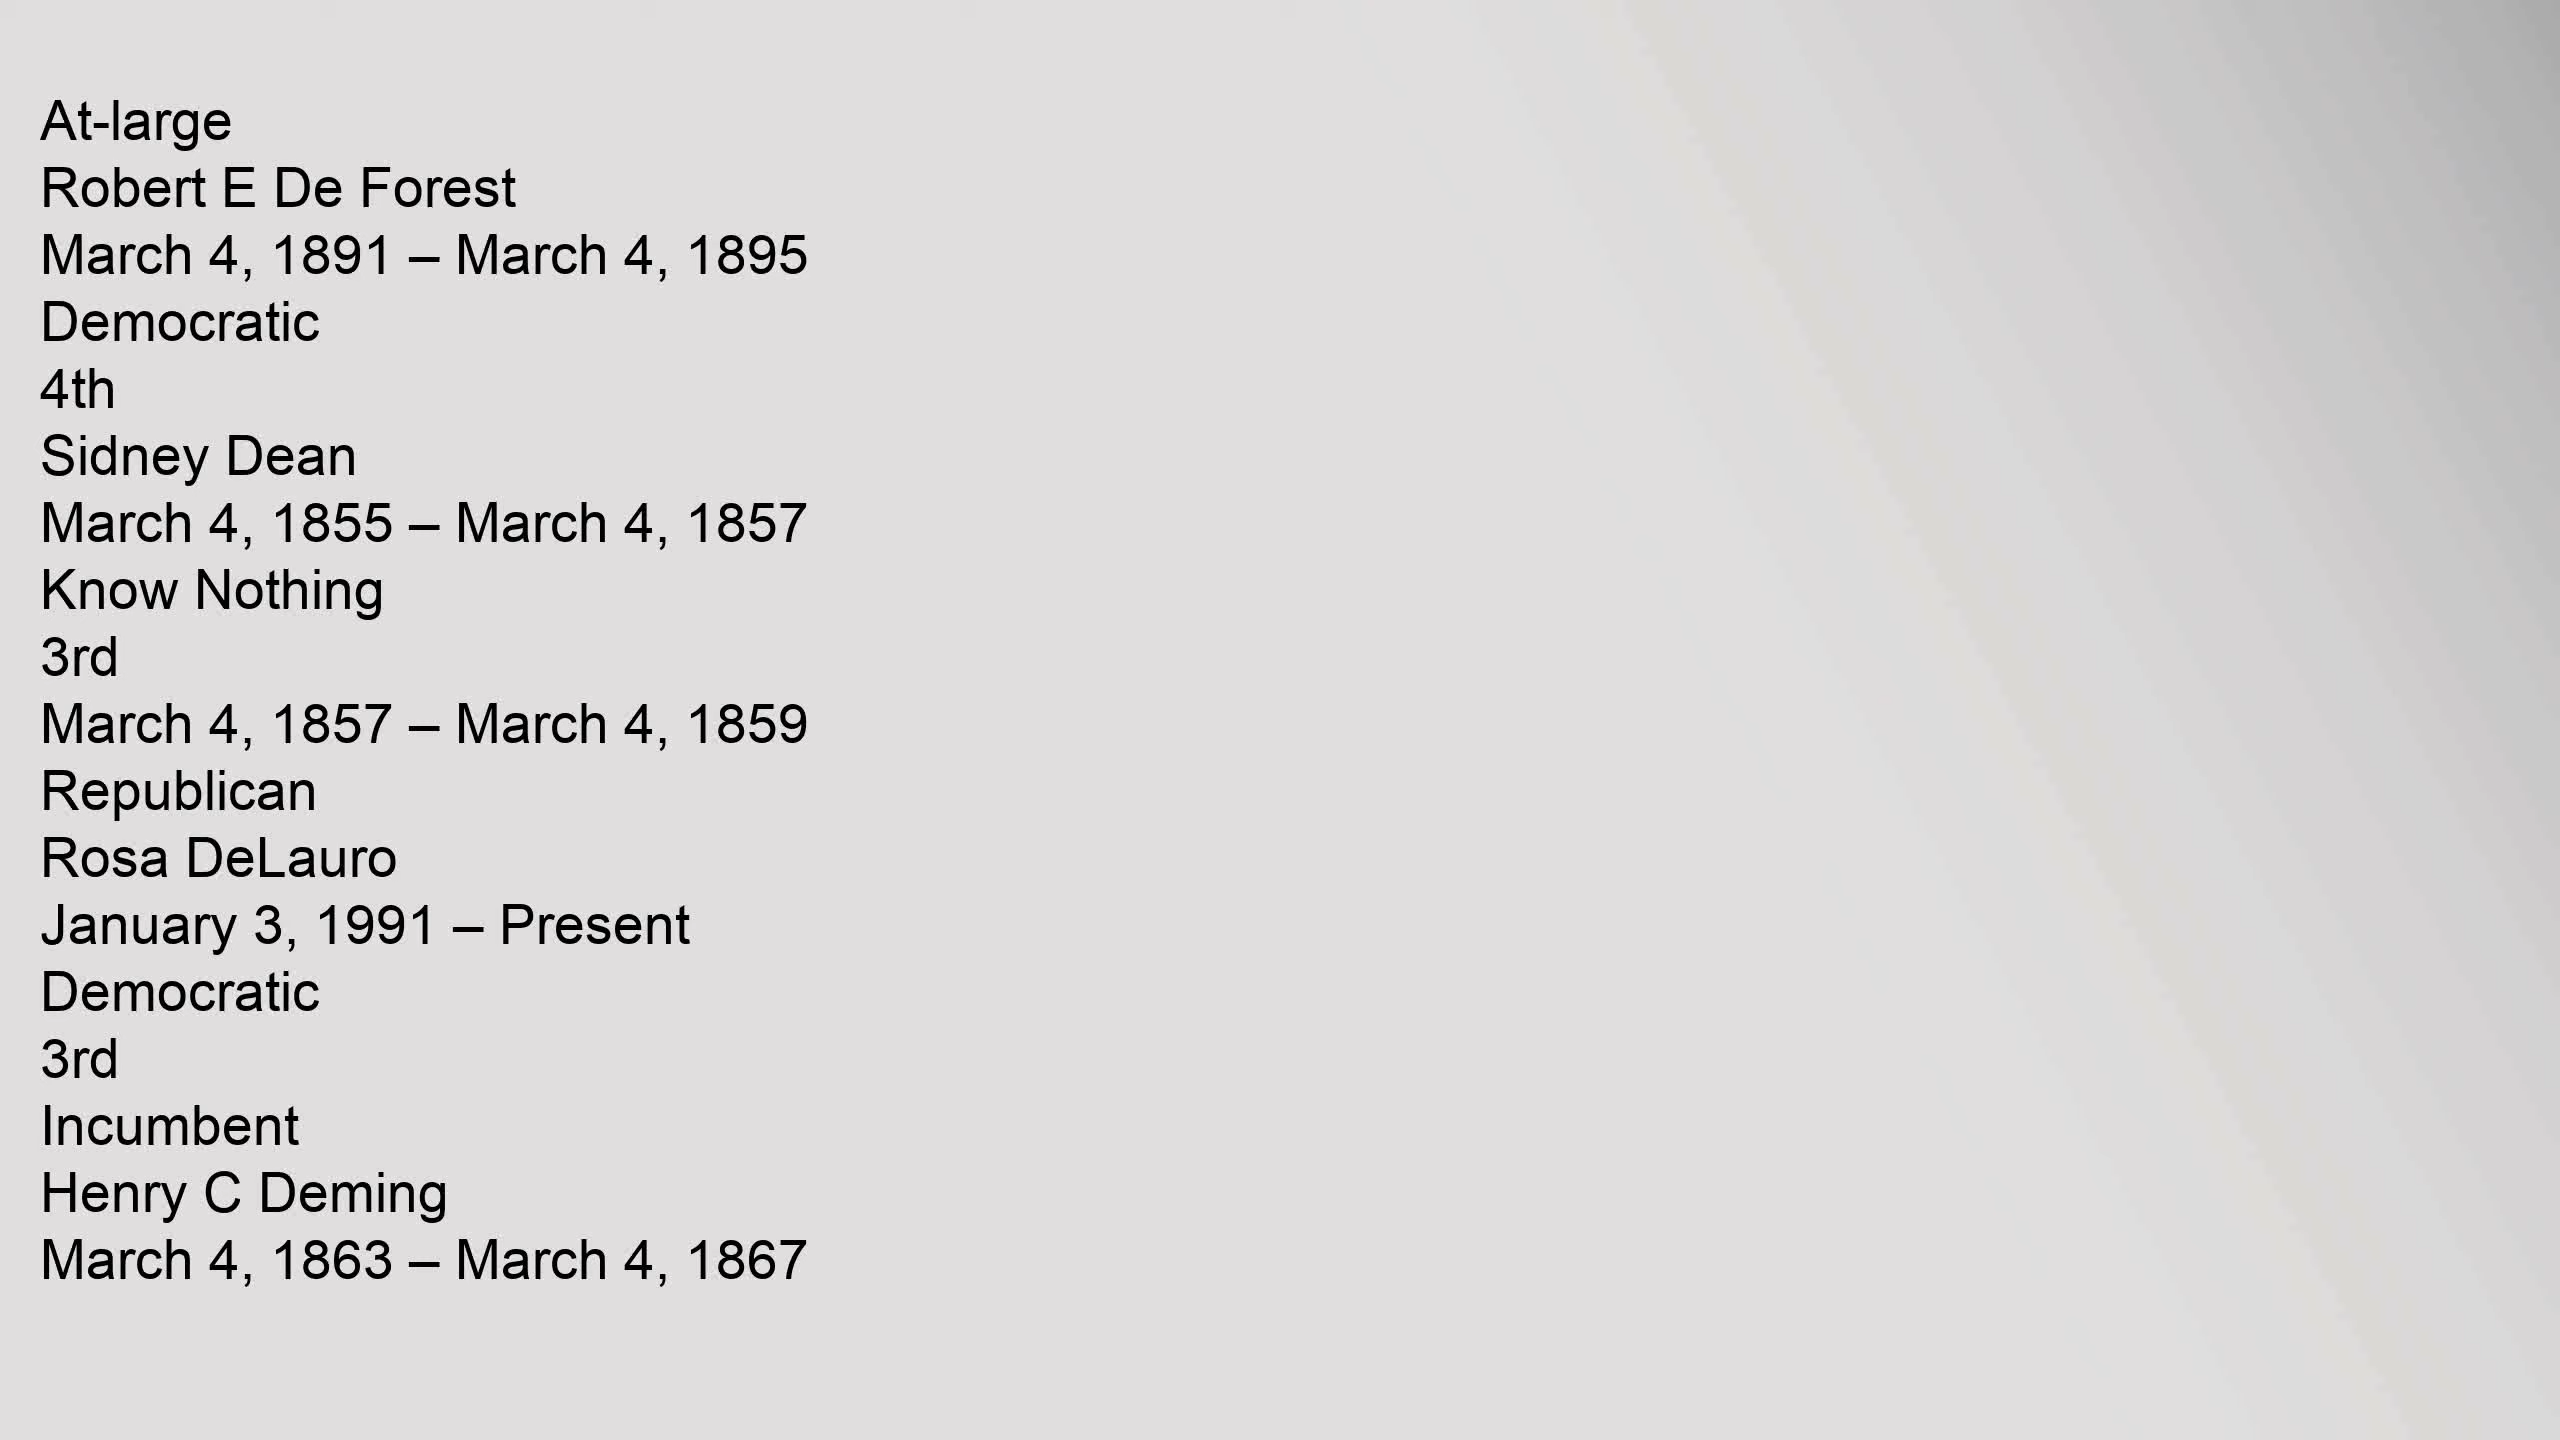 At-large
Robert E De Forest
March 4, 1891 – March 4, 1895
Democratic
4th
Sidney Dean
March 4, 1855 – March 4, 1857
Know Nothing
3rd
March 4, 1857 – March 4, 1859
Republican
Rosa DeLauro
January 3, 1991 – Present
Democratic
3rd
Incumbent
Henry C Deming
March 4, 1863 – March 4, 1867